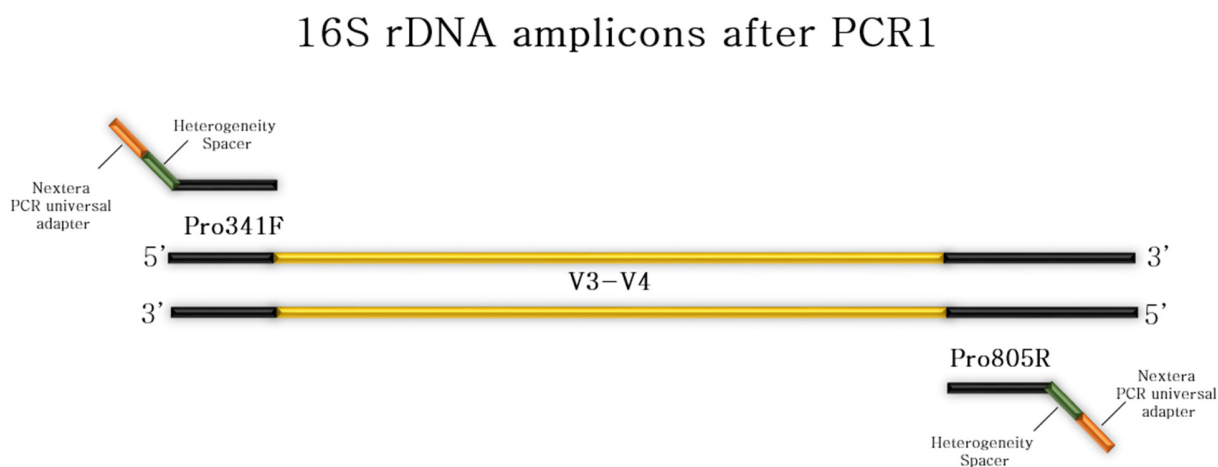 16S rDNA amplicons after PCR1
Heterogeneity
Spacer
Nextera
PCR universal
adapter
Pro341F
5’
3’
V3-V4
3’
5’
Pro805R
Nextera
PCR universal
adapter
Heterogeneity
Spacer